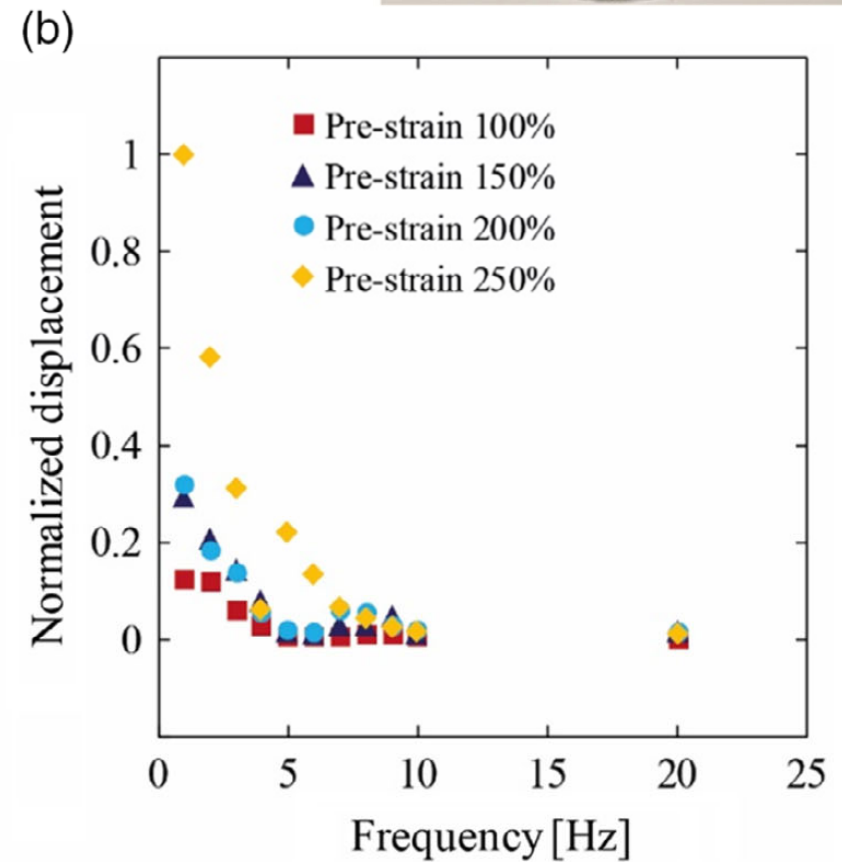 (b)
Pre-strain 100%
Pre-strain 150%
Pre-strain 200%
Pre-strain 250%
1
0.8
0.6
0.4
0.2
0
Normalized displacement
0 5 10 15 20 25
Frequency [Hz]